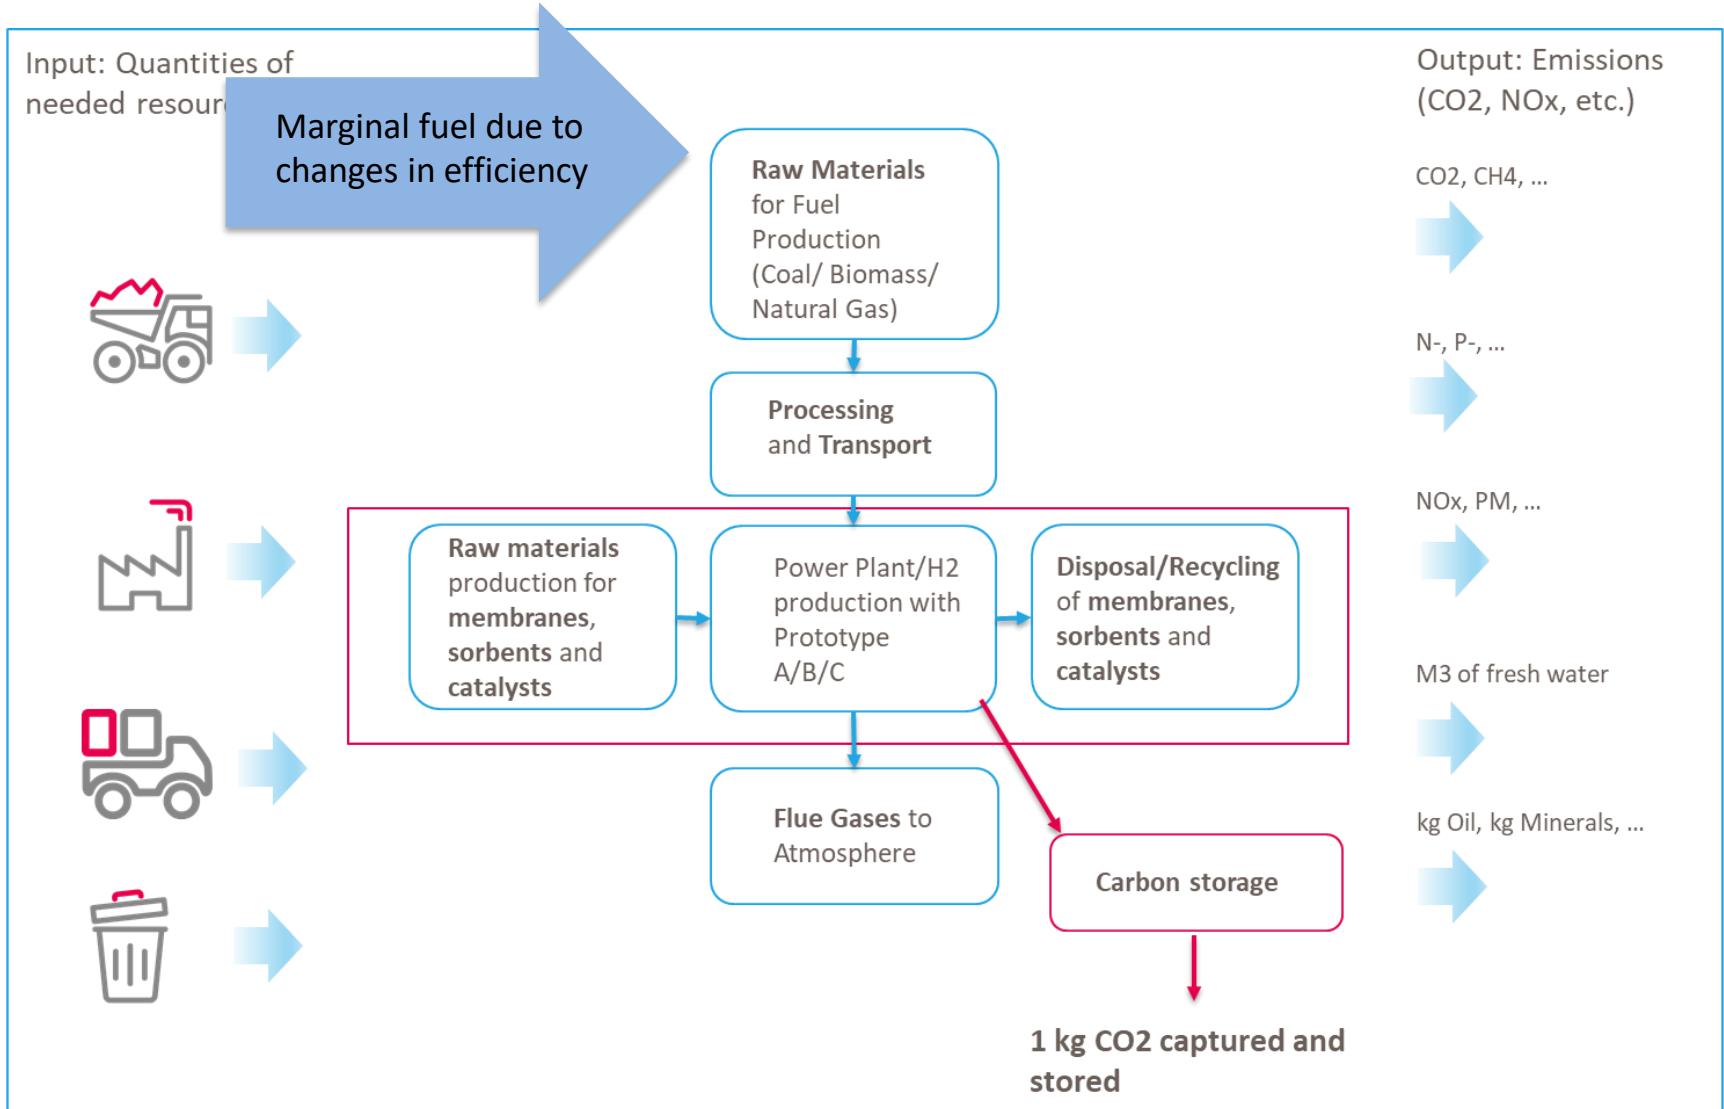 Input: Quantities of
needed resour
Marginal fuel due to
changes in efficiency
Raw Materials
for Fuel
Production
(Coal/ Biomass/
Natural Gas)
Processing
and Transport
Raw materials
production for
membranes,
sorbents and
catalysts
Power Plant/H2
production with
Prototype
A/B/C
Disposal/Recycling
of membranes,
sorbents and
catalysts
Flue Gases to
Atmosphere
Carbon storage
1 kg CO2 captured and
stored
Output: Emissions
(CO2, NOx, etc.)
CO2, CH4, ...
N-, P-, ...
NOx, PM, ...
M3 of fresh water
kg Oil, kg Minerals, ...